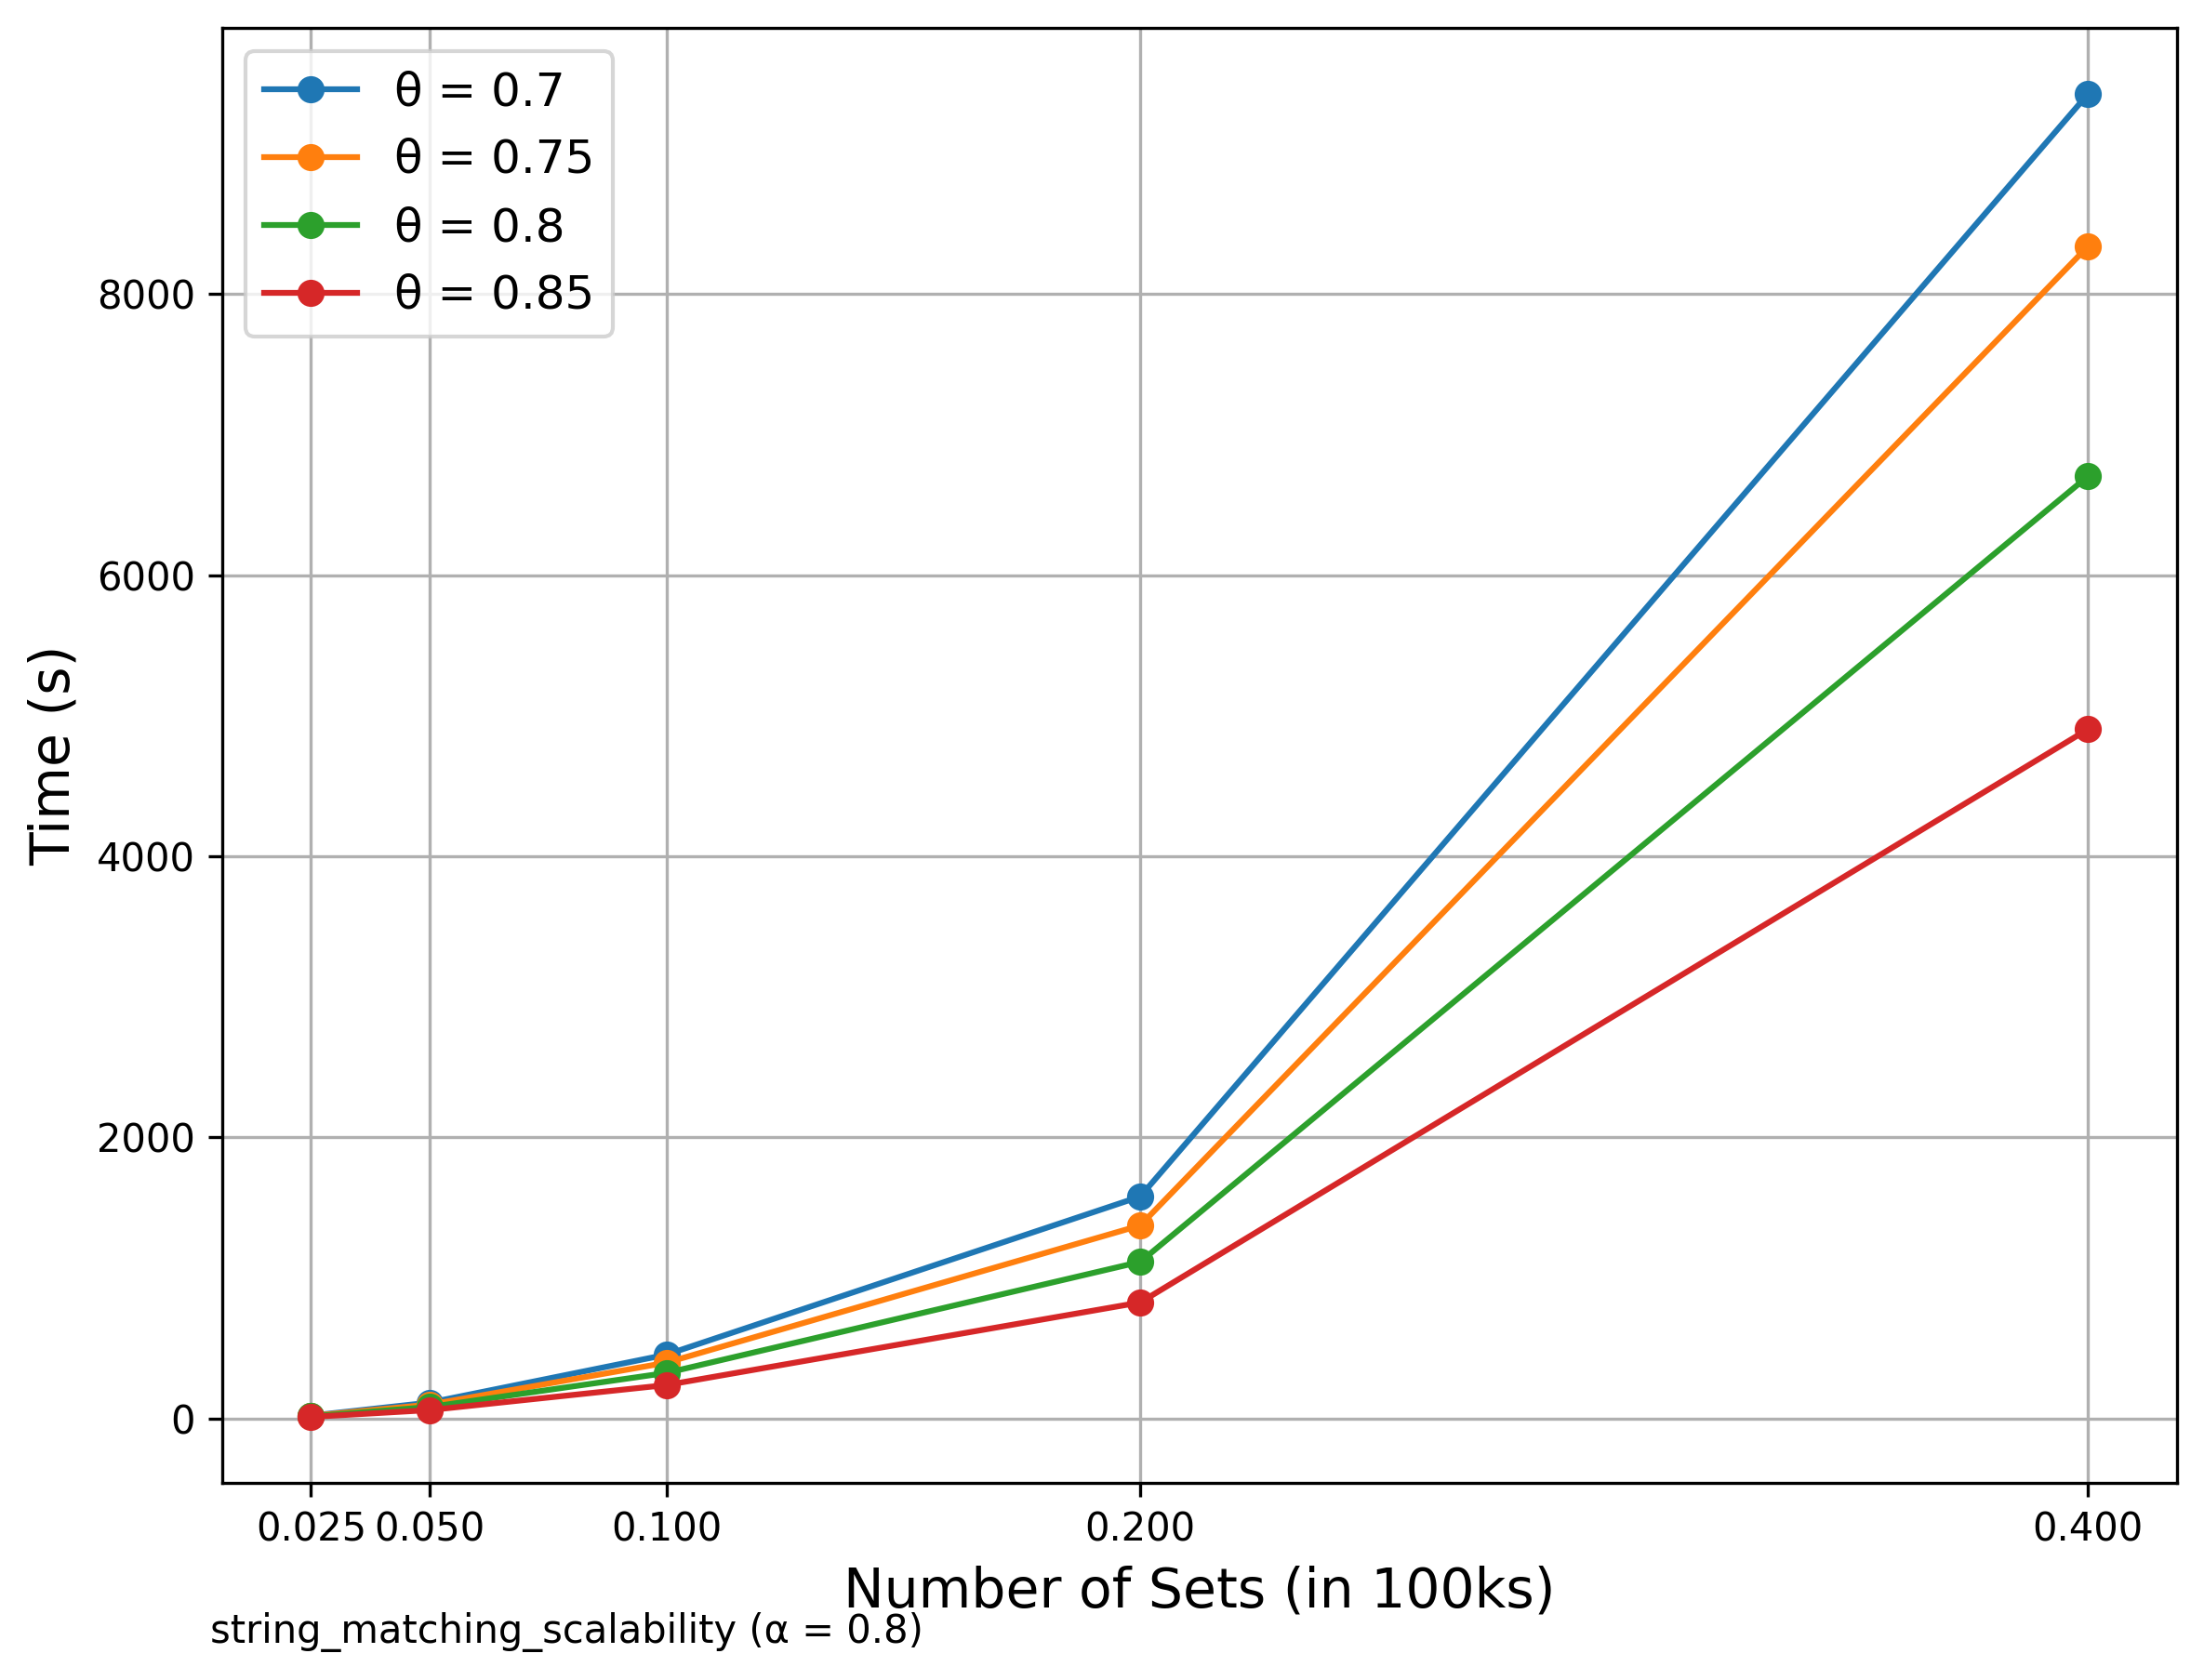 θ = 0.7
θ = 0.75
θ = 0.8
θ = 0.85
8000
6000
4000
2000
0
Time (s)
0.025 0.050 0.100 0.200 0.400
Number of Sets (in 100ks)
string_matching_scalability (α = 0.8)